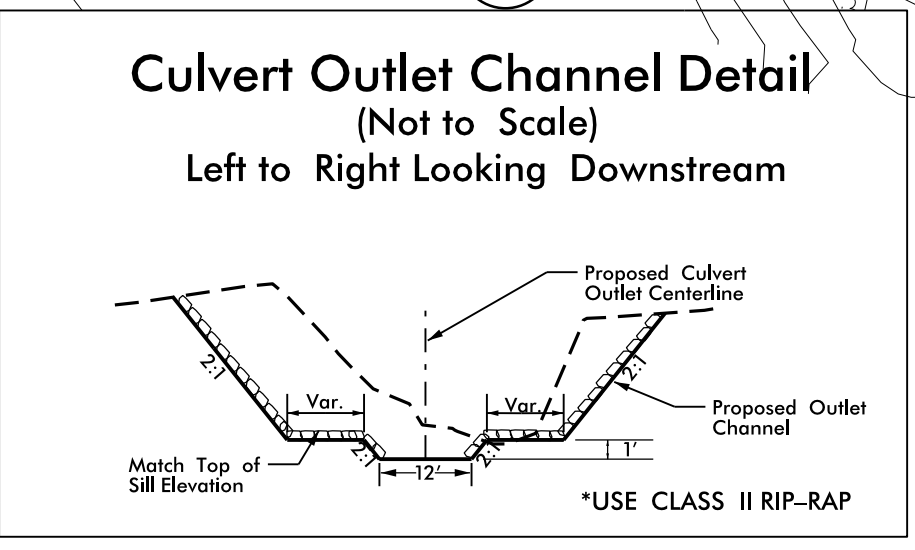 Culvert Outlet Channel Detail
(Not to Scale)
Left to Right Looking Downstream
Proposed Culvert
Outlet Centerline
2:1
2:1
Var.
Var.
Proposed Outlet
Channel
Match Top of
Sill Elevation
2:1
12'
2:1
1'
*USE CLASS II RIP-RAP